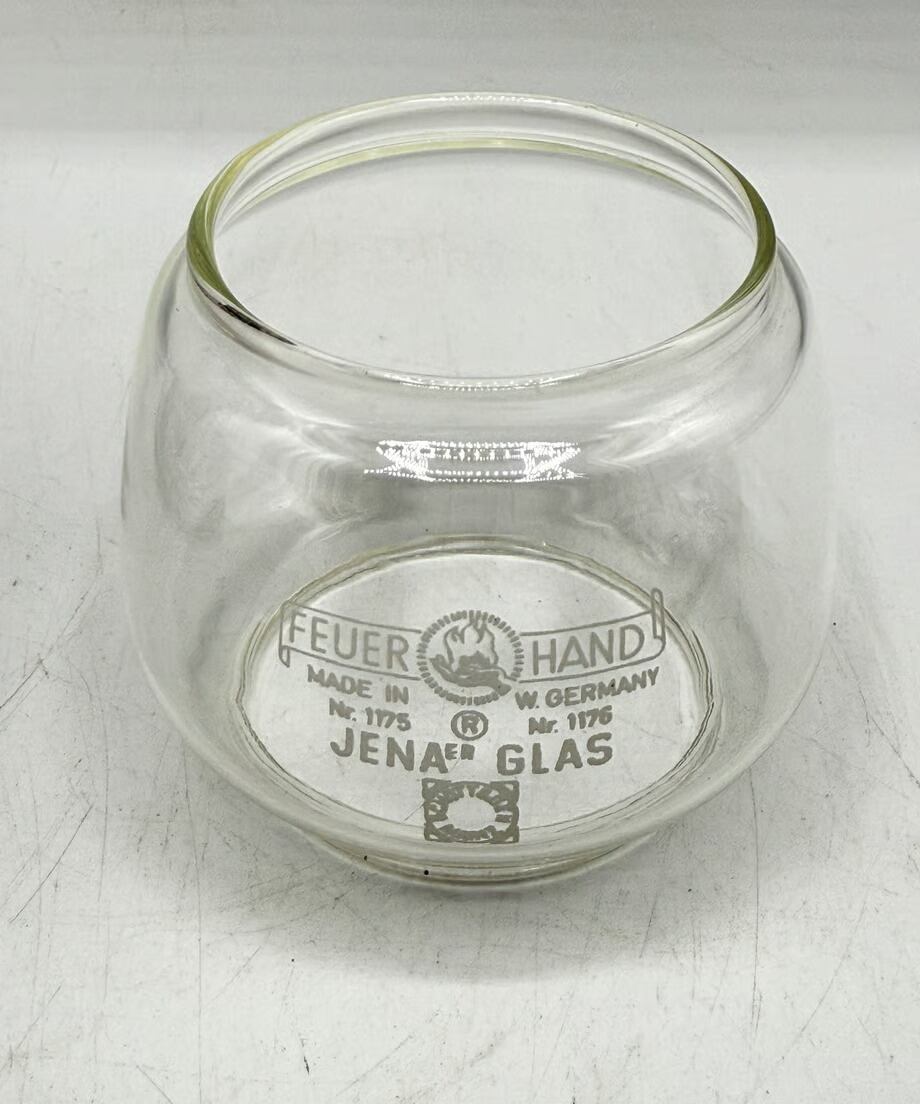 FEUER HAND
MADE IN W. GERMANY
Nr. 1175 ® Nr. 1176
JENAER GLAS